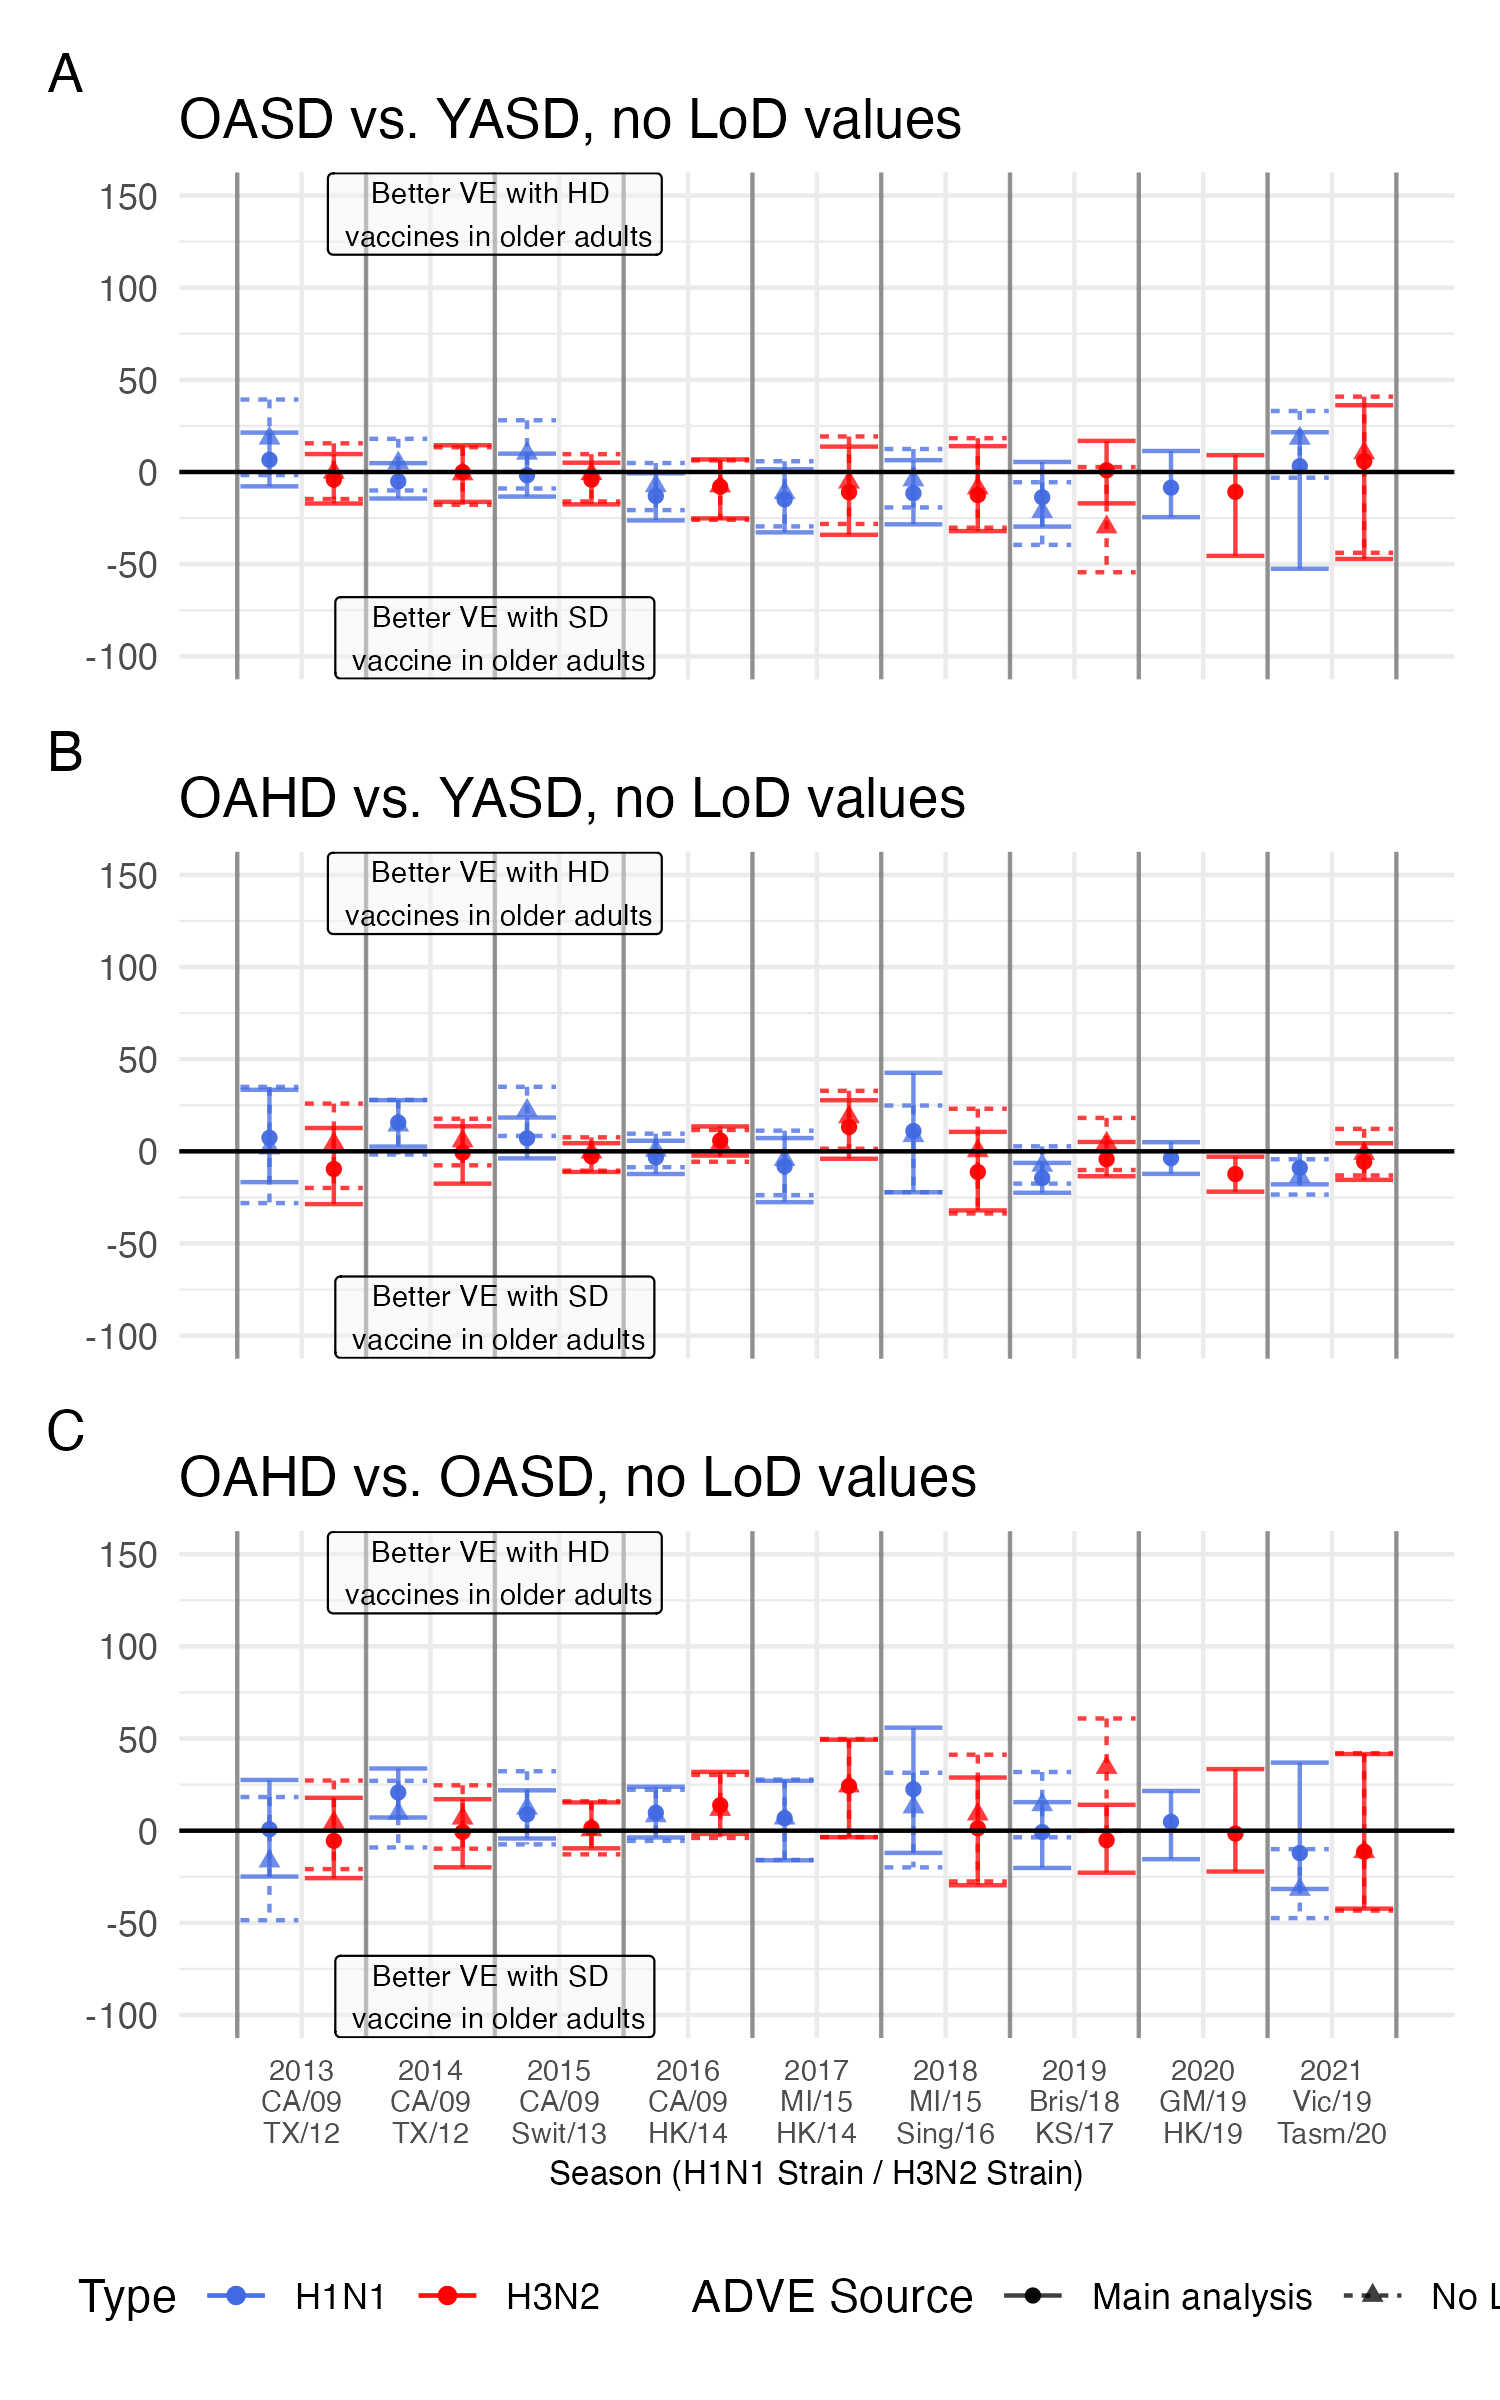 A
OASD vs. YASD, no LoD values
150
100
50
0
-50
-100
Better VE with HD
vaccines in older adults
Better VE with SD
vaccine in older adults
B
OAHD vs. YASD, no LoD values
150
100
50
0
-50
-100
Better VE with HD
vaccines in older adults
Better VE with SD
vaccine in older adults
C
OAHD vs. OASD, no LoD values
150
100
50
0
-50
-100
Better VE with HD
vaccines in older adults
Better VE with SD
vaccine in older adults
2013 2014 2015 2016 2017 2018 2019 2020 2021
CA/09 CA/09 CA/09 CA/09 MI/15 MI/15 Bris/18 GM/19 Vic/19
TX/12 TX/12 Swit/13 HK/14 HK/14 Sing/16 KS/17 HK/19 Tasm/20
Season (H1N1 Strain / H3N2 Strain)
Type H1N1 H3N2 ADVE Source Main analysis No